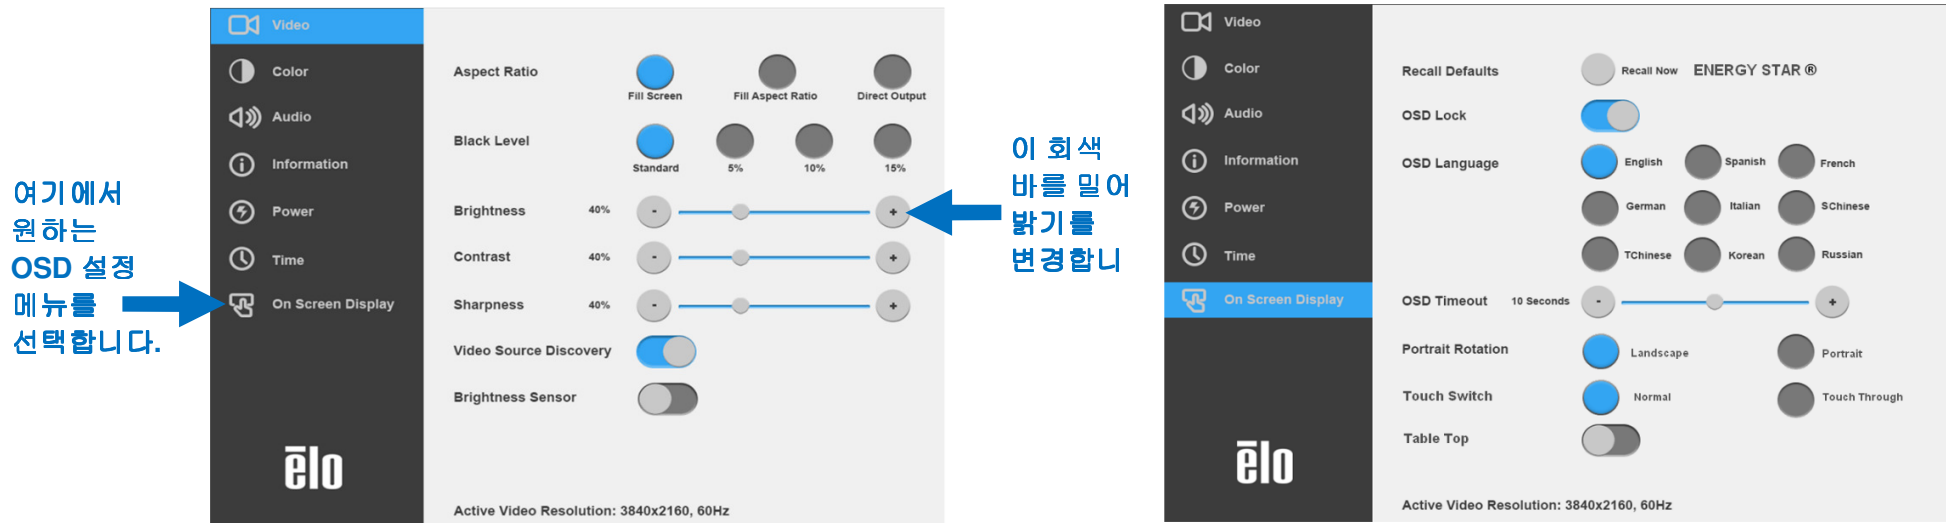 여기에서
원하는
OSD 설정
메뉴를
선택합니다.
Video
Color
Audio
Information
Power
Time
On Screen Display
ēlo
Aspect Ratio
Fill Screen Fill Aspect Ratio Direct Output
Black Level
Standard 5% 10% 15%
Brightness 40% - +
Contrast 40% - +
Sharpness 40% - +
Video Source Discovery
Brightness Sensor
Active Video Resolution: 3840x2160, 60Hz
이 회색
바를 밀어
밝기를
변경합니
Video
Color
Audio
Information
Power
Time
On Screen Display
ēlo
Recall Defaults Recall Now ENERGY STAR ®
OSD Lock
OSD Language English Spanish French
German Italian SChinese
TChinese Korean Russian
OSD Timeout 10 Seconds - +
Portrait Rotation Landscape Portrait
Touch Switch Normal Touch Through
Table Top
Active Video Resolution: 3840x2160, 60Hz